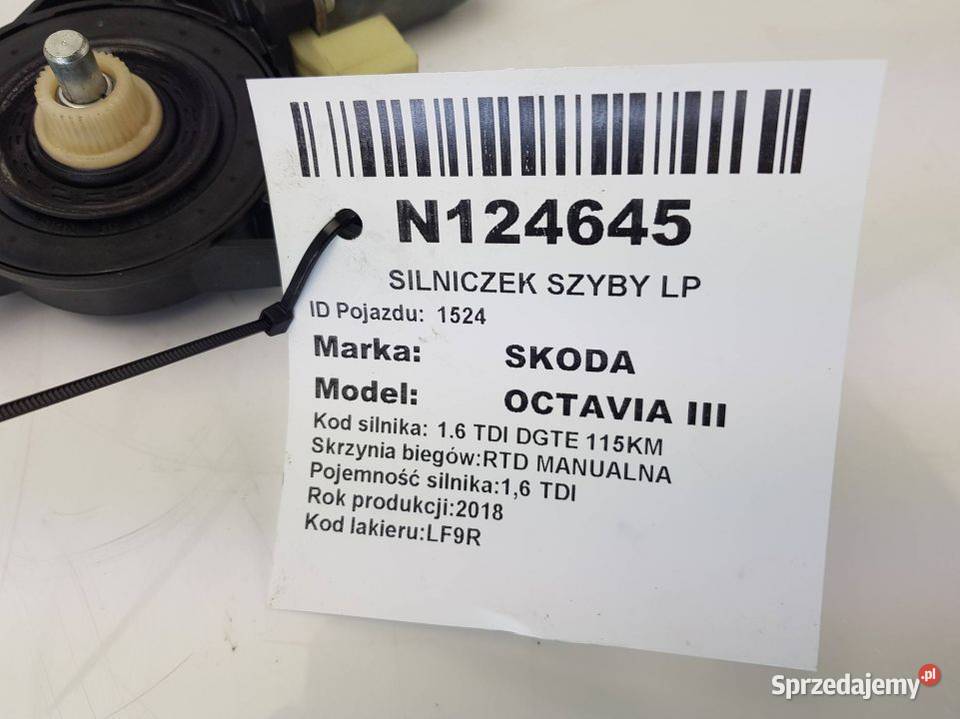 N124645
SILNICZEK SZYBY LP
ID Pojazdu: 1524
Marka: SKODA
Model: OCTAVIA III
Kod silnika: 1.6 TDI DGTE 115KM
Skrzynia biegów:RTD MANUALNA
Pojemność silnika:1,6 TDI
Rok produkcji:2018
Kod lakieru:LF9R
Sprzedajemy.pl